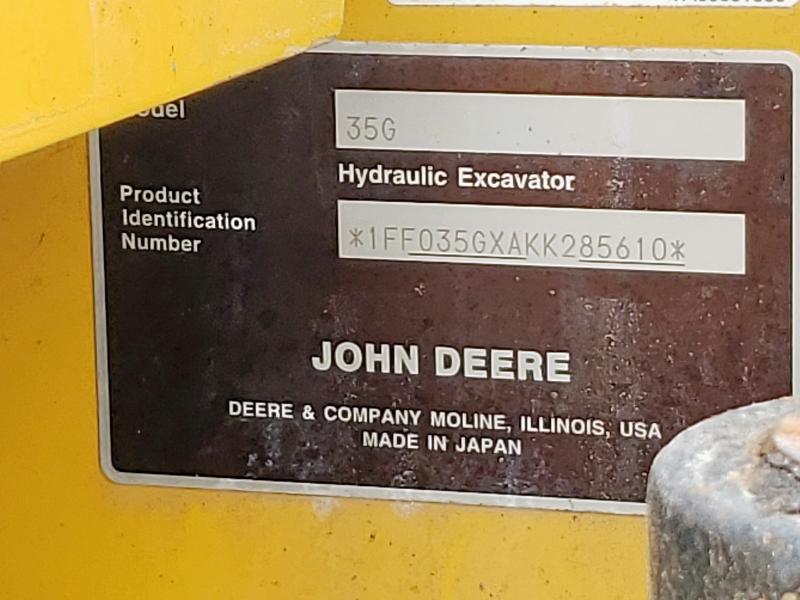 35G
Hydraulic Excavator
Product
Identification
Number
*1FF035GXAKK285610*
JOHN DEERE
DEERE & COMPANY MOLINE, ILLINOIS, USA
MADE IN JAPAN